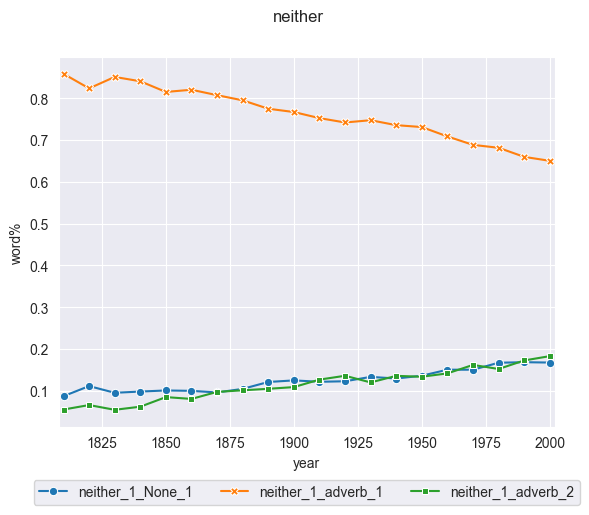 neither
0.8
0.7
0.6
0.5
0.4
0.3
0.2
0.1
word%
1825 1850 1875 1900 1925 1950 1975 2000
year
neither_1_None_1 neither_1_adverb_1 neither_1_adverb_2